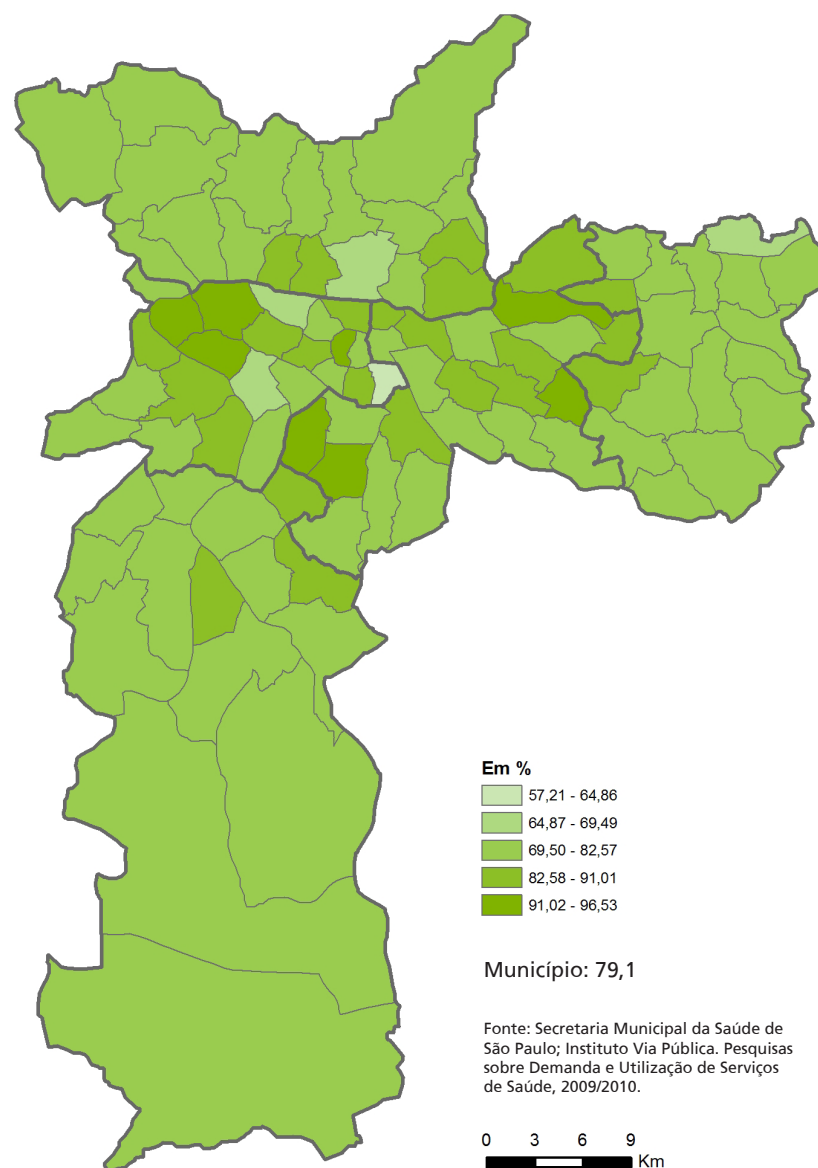 Em %
57,21 - 64,86
64,87 - 69,49
69,50 - 82,57
82,58 - 91,01
91,02 - 96,53
Município: 79,1
Fonte: Secretaria Municipal da Saúde de
São Paulo; Instituto Via Pública. Pesquisas
sobre Demanda e Utilização de Serviços
de Saúde, 2009/2010.
0 3 6 9
Km